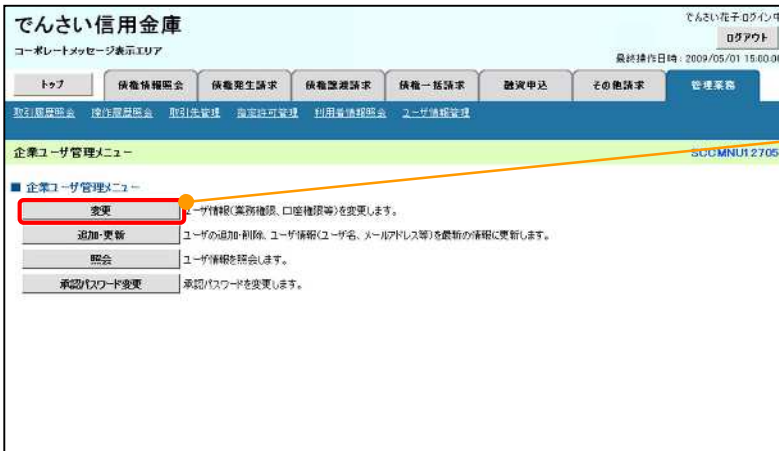 でんさい信用金庫
でんさい花子ログイン中
ログアウト
コーポレートメッセージ表示エリア
最終操作日時：2009/05/01 15:00:00
トップ 債権情報照会 債権発生請求 債権譲渡請求 債権一括請求 融資申込 その他請求 管理業務
取引履歴照会 操作履歴照会 取引先管理 指定許可管理 利用者情報照会 ユーザ情報管理
企業ユーザ管理メニュー SCCMNU12705
■ 企業ユーザ管理メニュー
変更 ユーザ情報(業務権限、口座権限等)を変更します。
追加・更新 ユーザの追加・削除、ユーザ情報(ユーザ名、メールアドレス等)を最新の情報に更新します。
照会 ユーザ情報を照会します。
承認パスワード変更 承認パスワードを変更します。